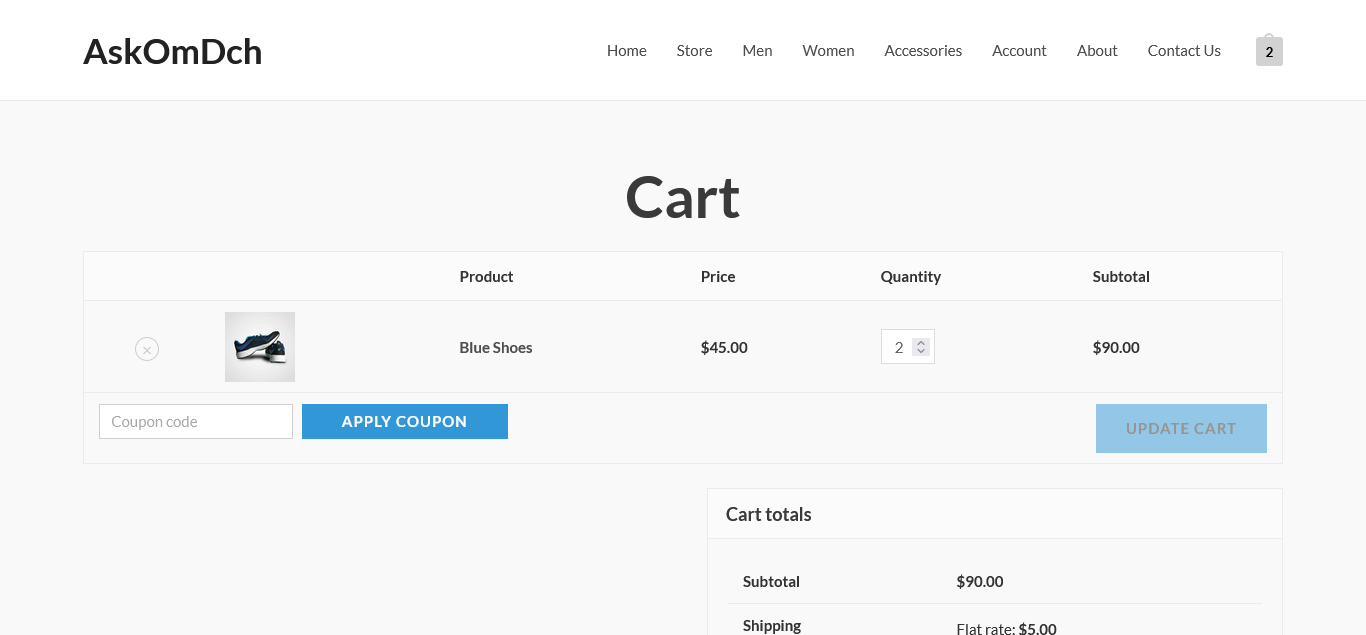 AskOmDch
Home Store Men Women Accessories Account About Contact Us 2
Cart
Product Price Quantity Subtotal
× Blue Shoes $45.00 2 $90.00
Coupon code APPLY COUPON UPDATE CART
Cart totals
Subtotal $90.00
Shipping Flat rate: $5.00